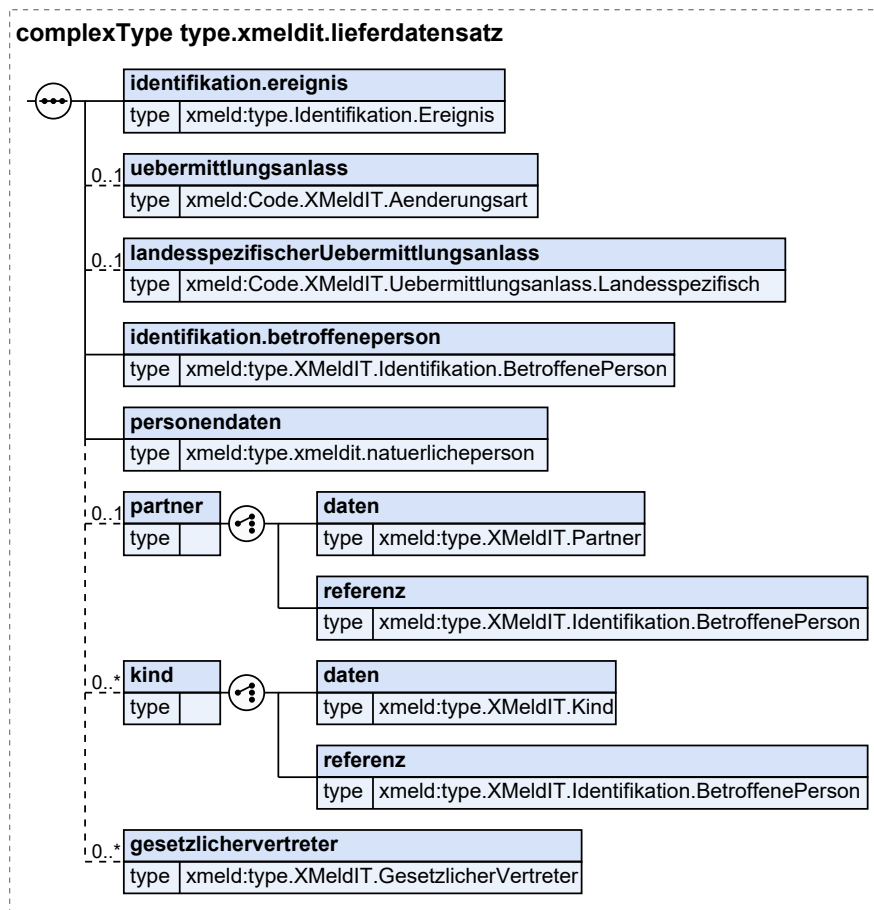 complexType type.xmeldit.lieferdatensatz
identifikation.ereignis
type xmeld:type.Identifikation.Ereignis
0..1 uebermittlungsanlass
type xmeld:Code.XMeldIT.Aenderungsart
0..1 landesspezifischerUebermittlungsanlass
type xmeld:Code.XMeldIT.Uebermittlungsanlass.Landesspezifisch
identifikation.betroffeneperson
type xmeld:type.XMeldIT.Identifikation.BetroffenePerson
personendaten
type xmeld:type.xmeldit.natuerlicheperson
0..1 partner
type
daten
type xmeld:type.XMeldIT.Partner
referenz
type xmeld:type.XMeldIT.Identifikation.BetroffenePerson
0..* kind
type
daten
type xmeld:type.XMeldIT.Kind
referenz
type xmeld:type.XMeldIT.Identifikation.BetroffenePerson
0..* gesetzlichervertreter
type xmeld:type.XMeldIT.GesetzlicherVertreter